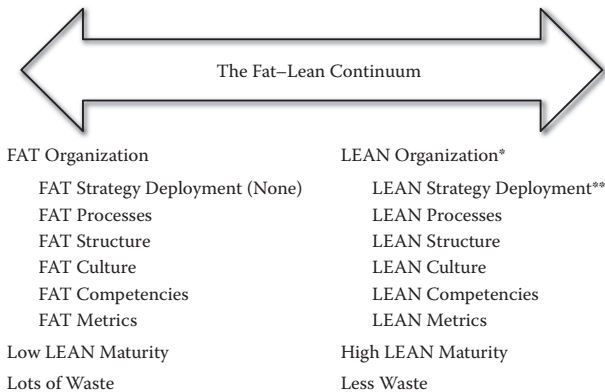 The Fat–Lean Continuum
FAT Organization
FAT Strategy Deployment (None)
FAT Processes
FAT Structure
FAT Culture
FAT Competencies
FAT Metrics
Low LEAN Maturity
Lots of Waste
LEAN Organization*
LEAN Strategy Deployment**
LEAN Processes
LEAN Structure
LEAN Culture
LEAN Competencies
LEAN Metrics
High LEAN Maturity
Less Waste